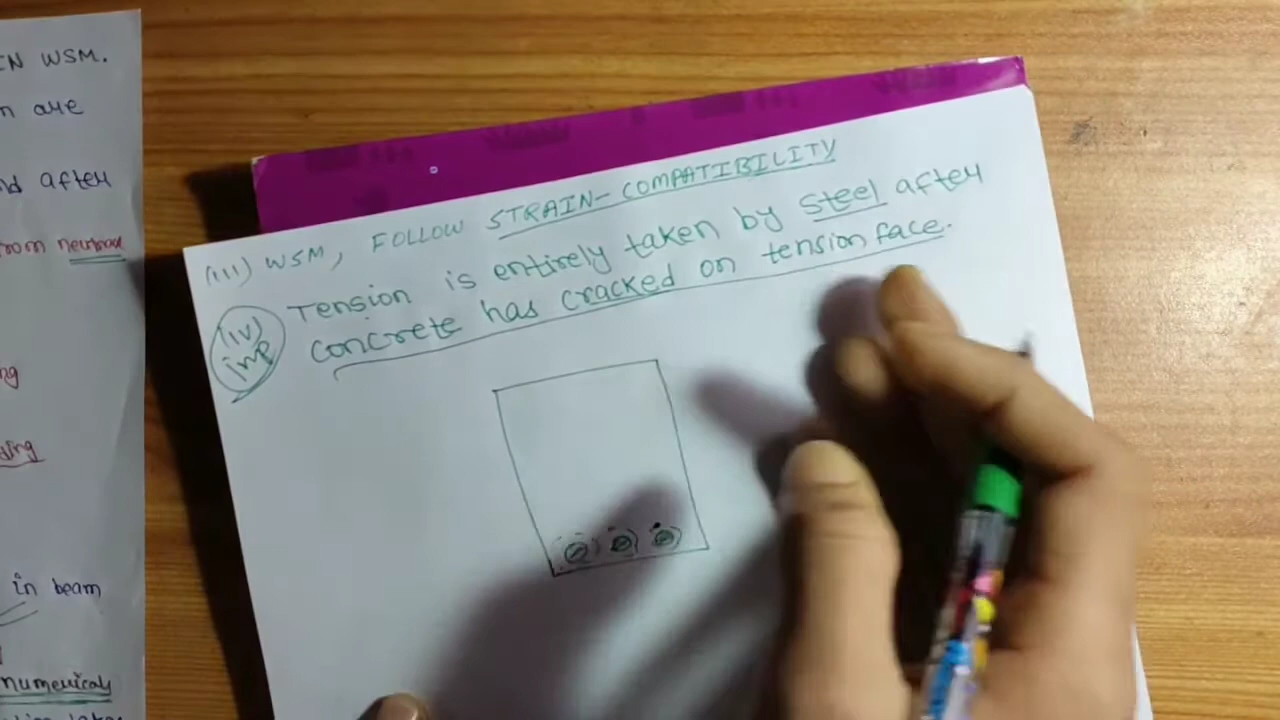 IN WSM.
are
after
from neutral
in beam
numericals
(III) WSM, FOLLOW STRAIN-COMPATIBILITY
(IV) imp
Tension is entirely taken by steel after
concrete has cracked on tension face.